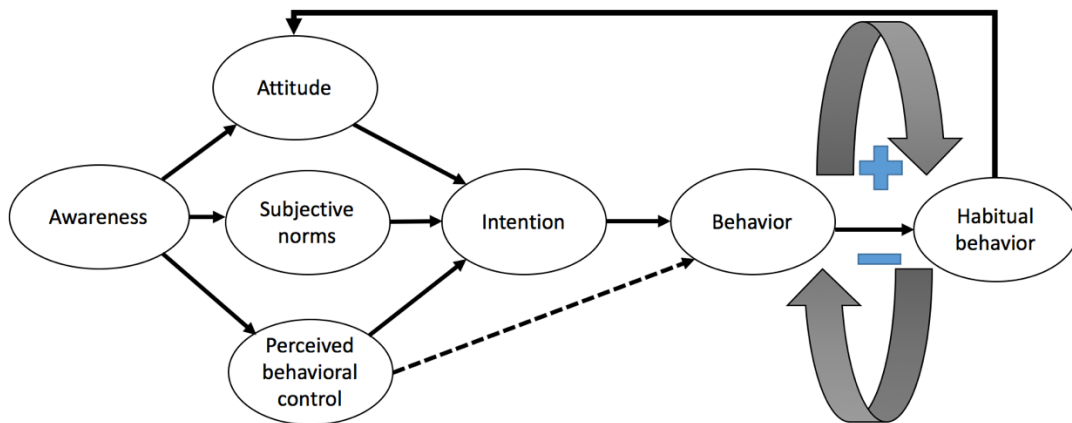 Attitude
Awareness
Subjective
norms
Intention
Behavior
Habitual
behavior
Perceived
behavioral
control